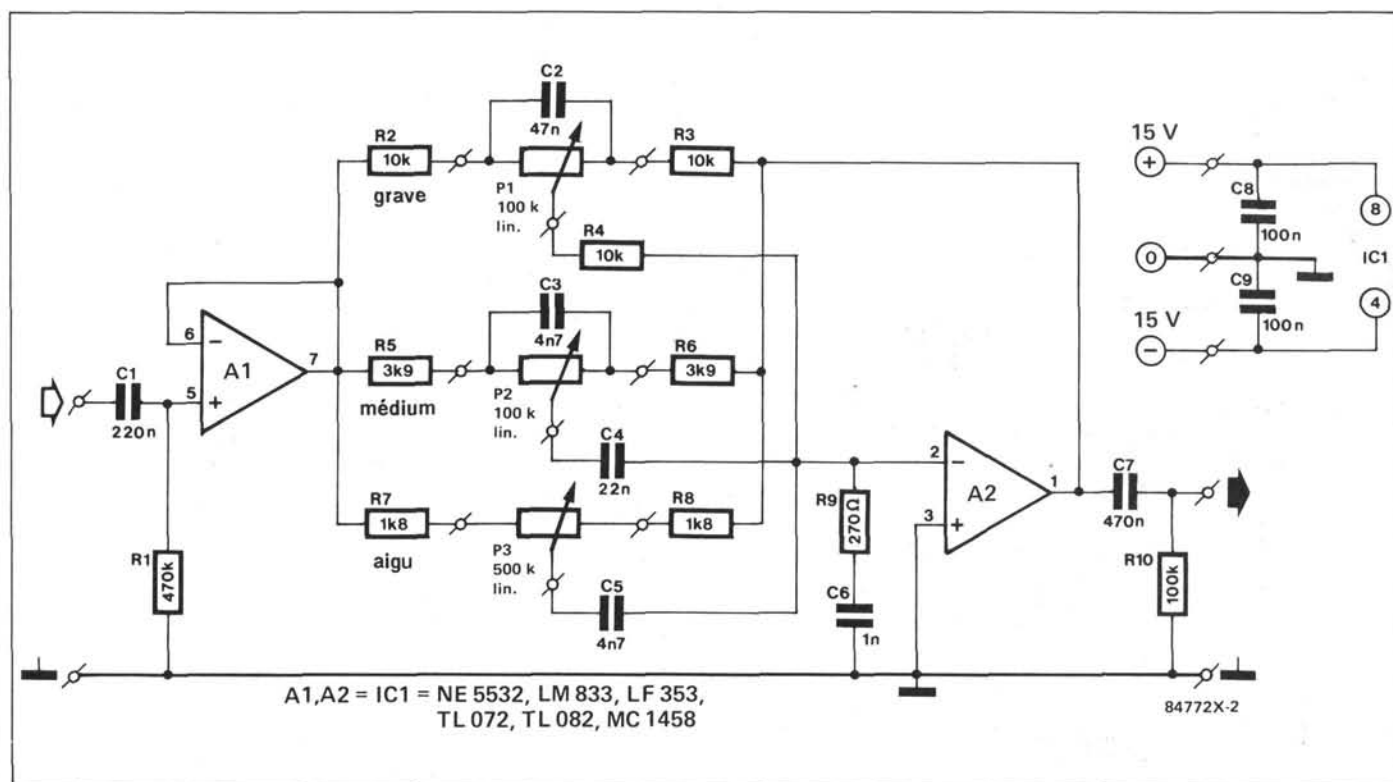 C2
47n
R2
10k
grave
P1
100 k
lin.
R3
10k
R4
10k
15 V
+
C8
100n
8
0
IC1
C9
100n
4
15 V
−
6
−
A1
7
5
+
C1
220n
R1
470k
C3
4n7
R5
3k9
médium
P2
100 k
lin.
R6
3k9
C4
22n
R7
1k8
aigu
P3
500 k
lin.
R8
1k8
C5
4n7
R9
270Ω
C6
1n
2
−
A2
1
3
+
C7
470n
R10
100k
A1,A2 = IC1 = NE 5532, LM 833, LF 353,
TL 072, TL 082, MC 1458
84772X-2